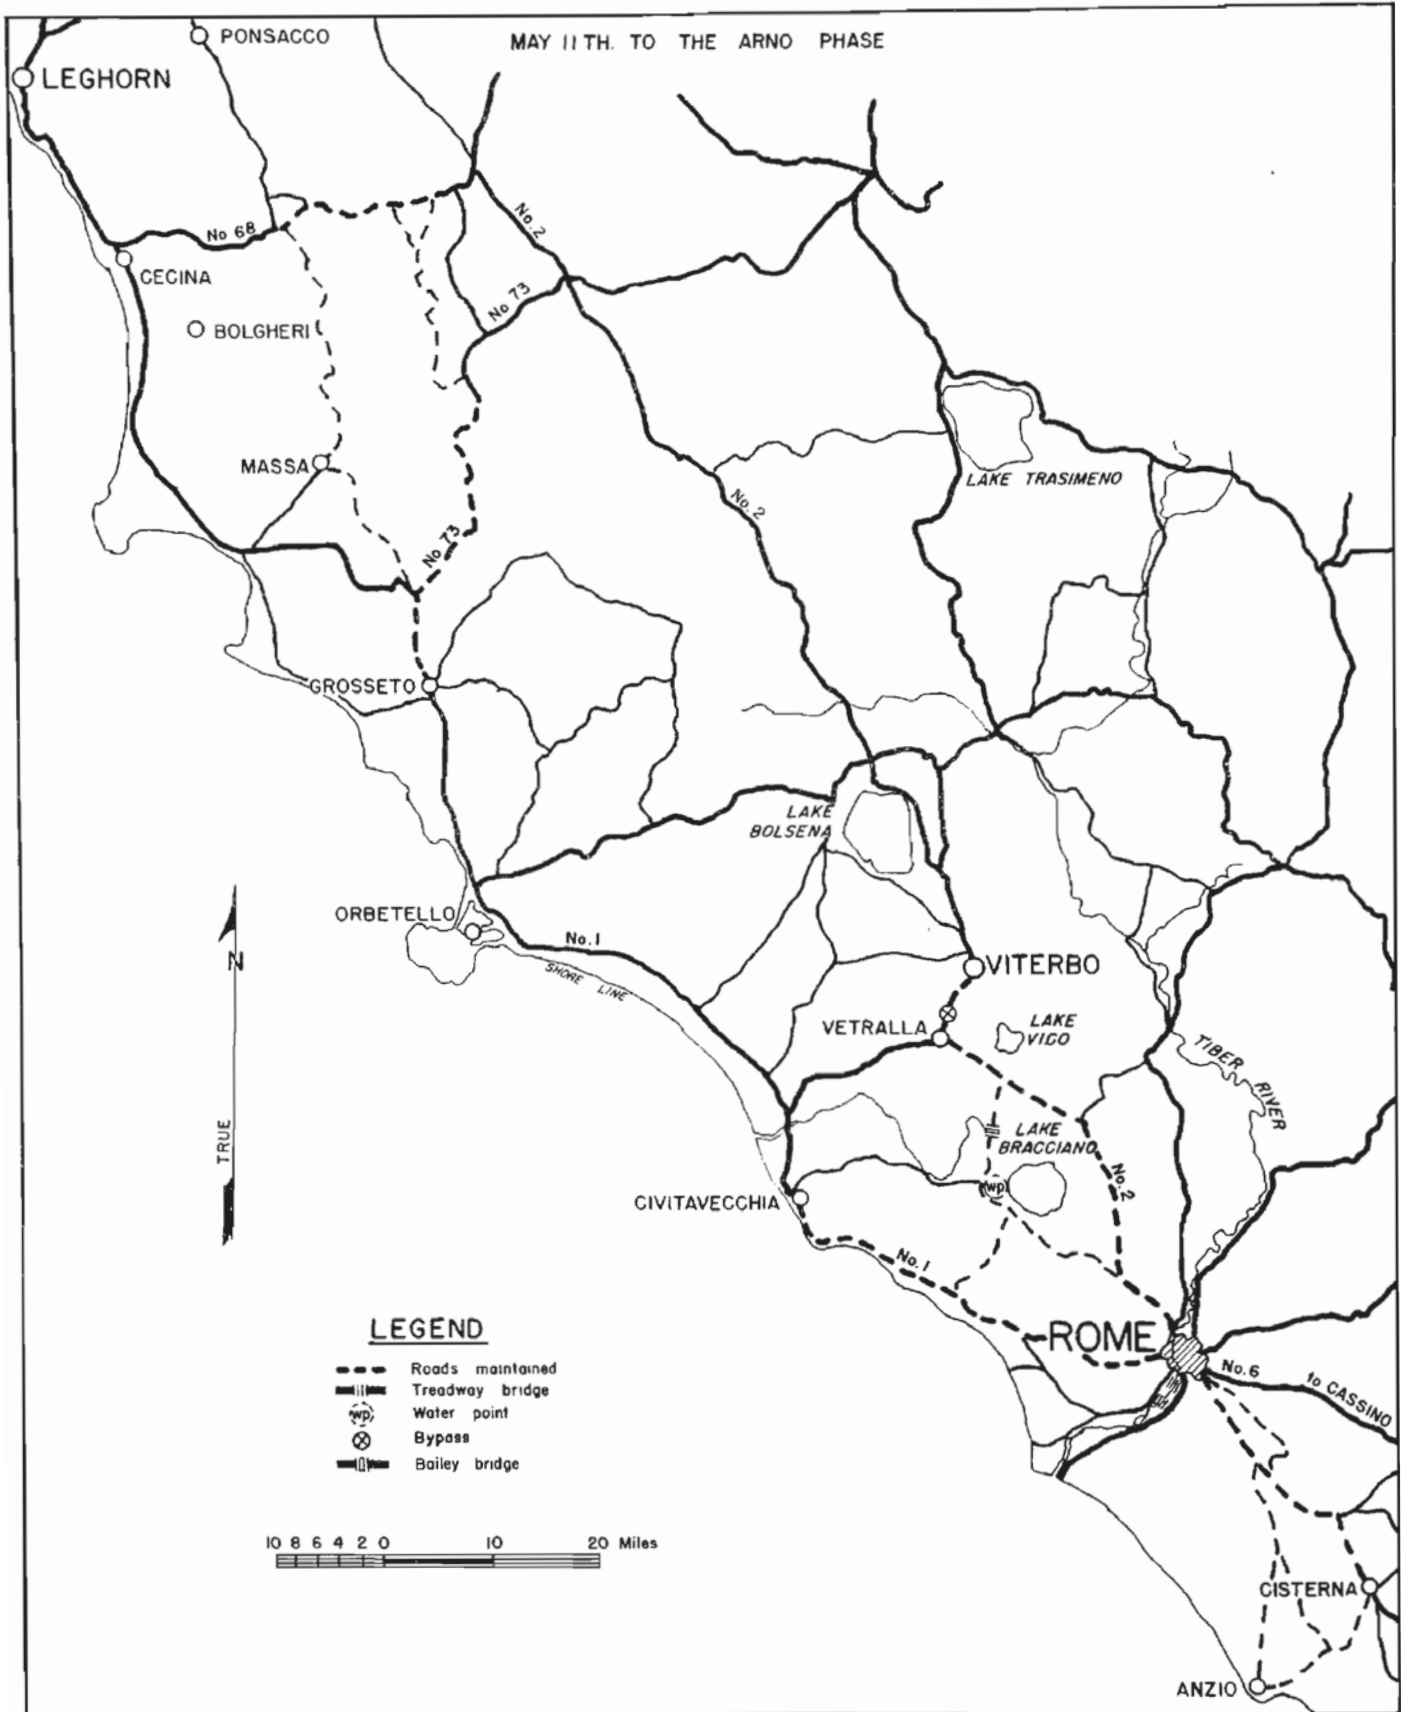 MAY 11TH. TO THE ARNO PHASE
PONSACCO
LEGHORN
No.2
No 68
CECINA
No 73
BOLGHERI
MASSA
LAKE TRASIMENO
No.2
No 73
GROSSETO
LAKE
BOLSENA
ORBETELLO
No.1
SHORE LINE
N
TRUE
VITERBO
VETRALLA
LAKE
VICO
TIBER RIVER
LAKE
BRACCIANO
No.2
wp
CIVITAVECCHIA
No.1
ROME
No.6
to CASSINO
LEGEND
Roads maintained
Treadway bridge
wp
Water point
Bypass
Bailey bridge
10 8 6 4 2 0 10 20 Miles
CISTERNA
ANZIO